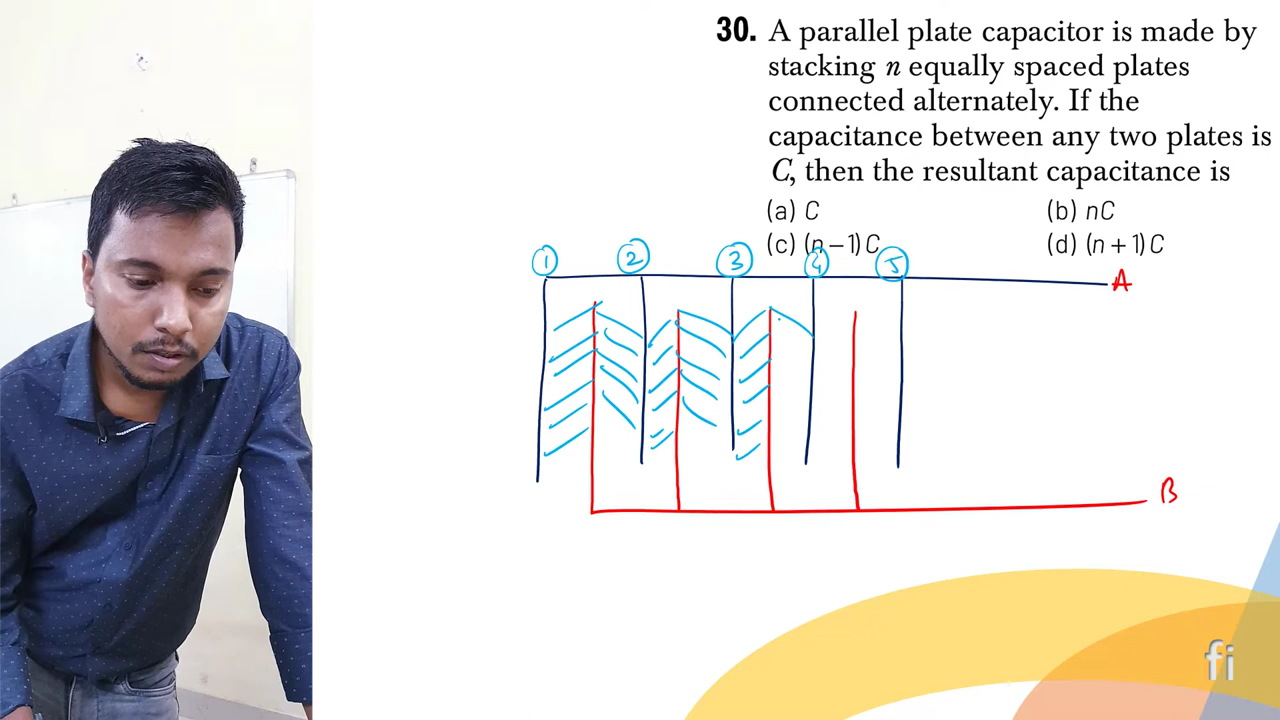 30. A parallel plate capacitor is made by
stacking n equally spaced plates
connected alternately. If the
capacitance between any two plates is
C, then the resultant capacitance is
(a) C (b) nC
(c) (n – 1) C (d) (n + 1) C
1 2 3 4 5
A
B
fi